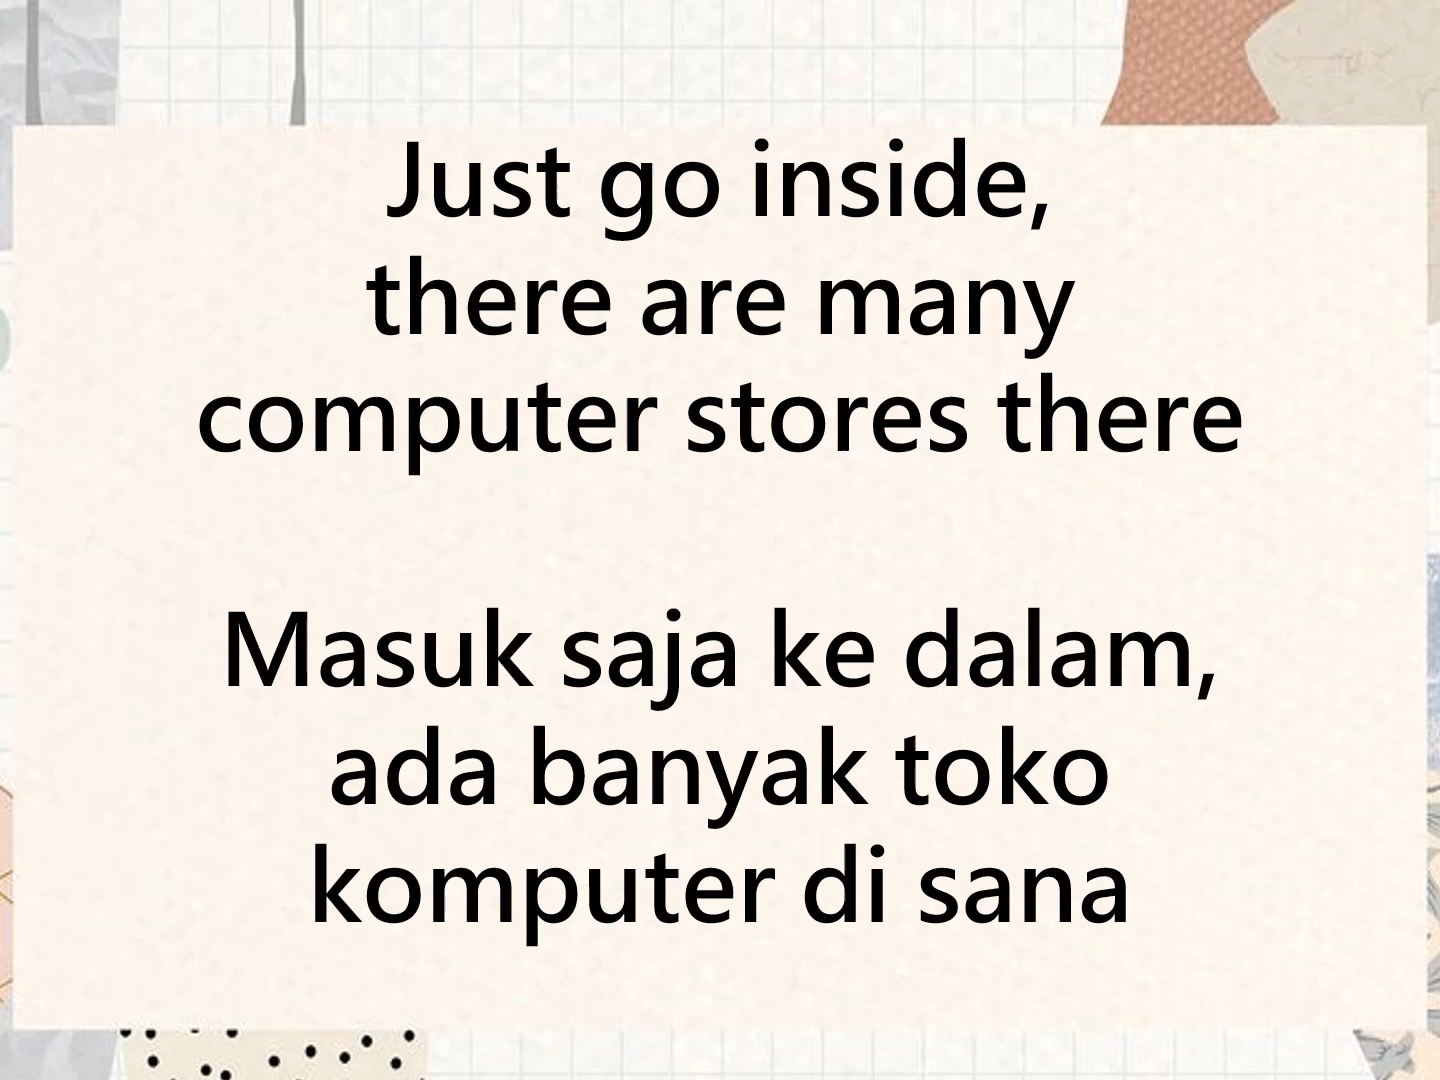 Just go inside,
there are many
computer stores there
Masuk saja ke dalam,
ada banyak toko
komputer di sana